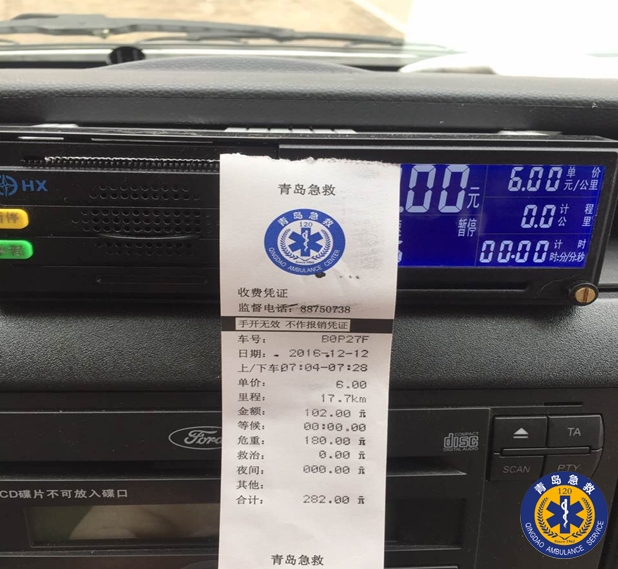 HX
暂停
.00 元
暂停
6.00 单价 元/公里
0.0 计程 公里
00:00 计时 时:分/分:秒
青岛急救
青岛急救
120
QINGDAO AMBULANCE CENTER
收费凭证
监督电话:88750738
手开无效 不作报销凭证
车号: B0P27F
日期: 2016-12-12
上/下车07:04-07:28
单价: 6.00
里程: 17.7km
金额: 102.00 元
等候: 00:00.00
危重: 180.00 元
救治: 0.00 元
夜间: 000.00 元
其他:
合计: 282.00 元
青岛急救
Ford
COMPACT
disc
DIGITAL AUDIO
TA
SCAN
PTY
CD碟片不可放入碟口
青岛急救
120
QINGDAO AMBULANCE SERVICE